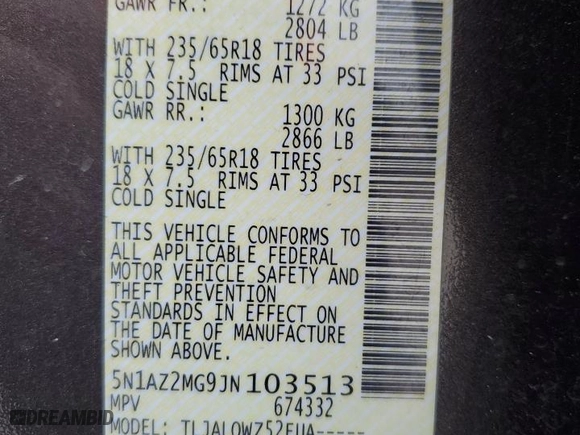 GAWR FR.: 1272 KG
2804 LB
WITH 235/65R18 TIRES
18 X 7.5 RIMS AT 33 PSI
COLD SINGLE
GAWR RR.: 1300 KG
2866 LB
WITH 235/65R18 TIRES
18 X 7.5 RIMS AT 33 PSI
COLD SINGLE
THIS VEHICLE CONFORMS TO
ALL APPLICABLE FEDERAL
MOTOR VEHICLE SAFETY AND
THEFT PREVENTION
STANDARDS IN EFFECT ON
THE DATE OF MANUFACTURE
SHOWN ABOVE.
5N1AZ2MG9JN103513
MPV 674332
MODEL: TLJALQWZ52EUA-----
DREAMBID